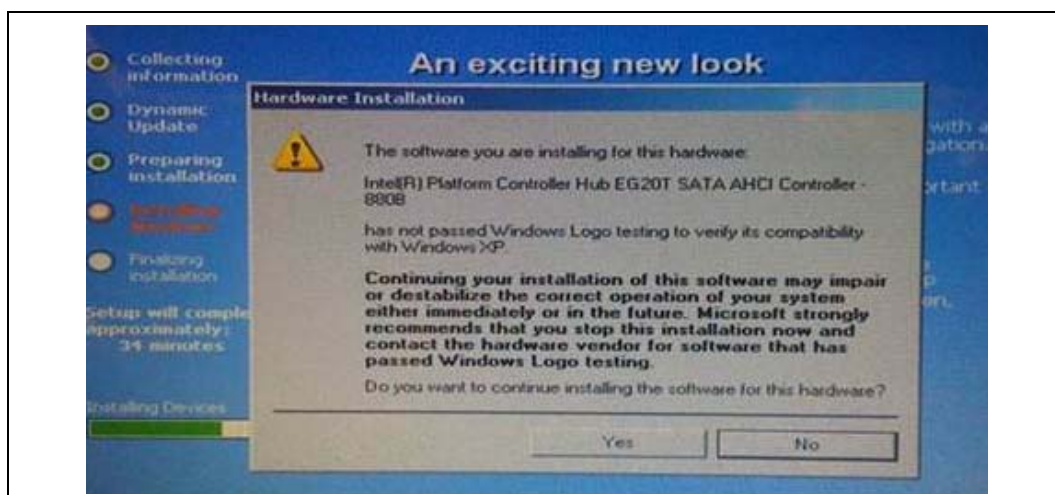 An exciting new look
Collecting
information
Dynamic
Update
Preparing
installation
Installing
Windows
Finalizing
installation
Setup will comple
approximately:
34 minutes
Installing Devices
Hardware Installation
The software you are installing for this hardware:
Intel(R) Platform Controller Hub EG20T SATA AHCI Controller -
880B
has not passed Windows Logo testing to verify its compatibility
with Windows XP.
Continuing your installation of this software may impair
or destabilize the correct operation of your system
either immediately or in the future. Microsoft strongly
recommends that you stop this installation now and
contact the hardware vendor for software that has
passed Windows Logo testing.
Do you want to continue installing the software for this hardware?
Yes
No
with a
gation.
ortant
p
on.